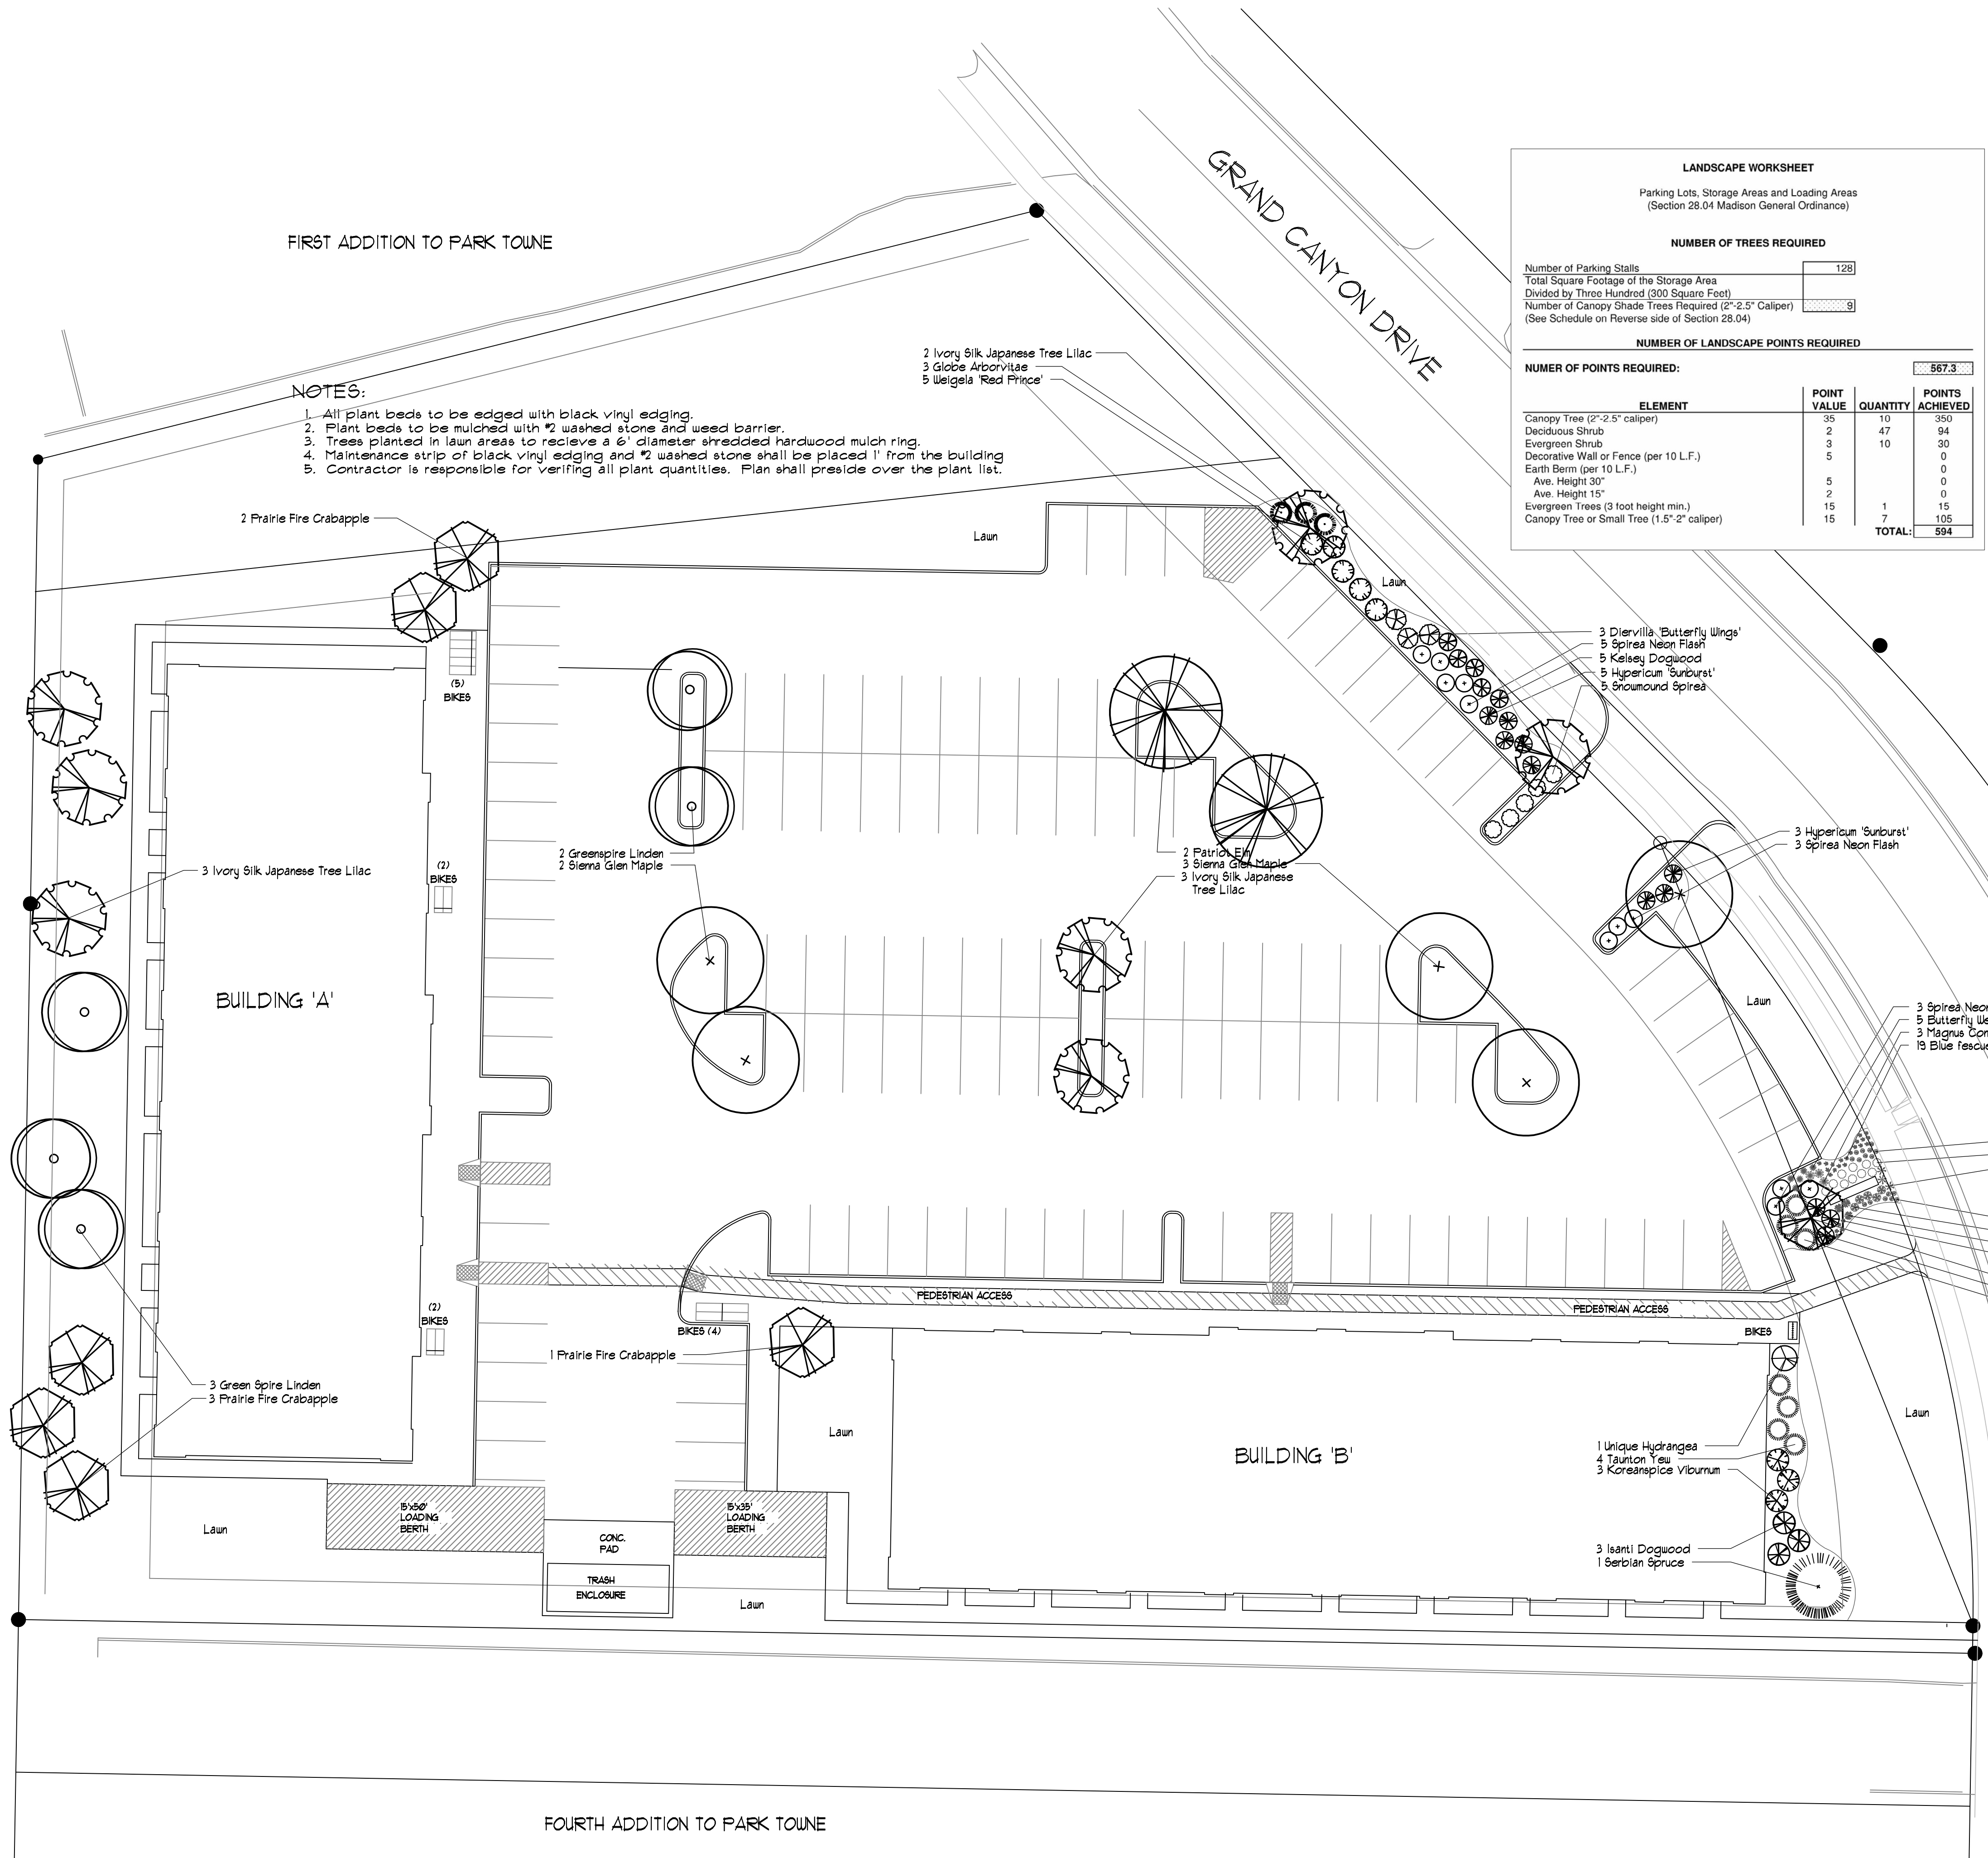 GRAND CANYON DRIVE
FIRST ADDITION TO PARK TOWNE
LANDSCAPE WORKSHEET
Parking Lots, Storage Areas and Loading Areas
(Section 28.04 Madison General Ordinance)
NUMBER OF TREES REQUIRED
Number of Parking Stalls 128
Total Square Footage of the Storage Area
Divided by Three Hundred (300 Square Feet)
Number of Canopy Shade Trees Required (2"-2.5" Caliper) 9
(See Schedule on Reverse side of Section 28.04)
NUMBER OF LANDSCAPE POINTS REQUIRED
NUMER OF POINTS REQUIRED: 567.3
POINT POINTS
ELEMENT VALUE QUANTITY ACHIEVED
Canopy Tree (2"-2.5" caliper) 35 10 350
Deciduous Shrub 2 47 94
Evergreen Shrub 3 10 30
Decorative Wall or Fence (per 10 L.F.) 5 0
Earth Berm (per 10 L.F.) 0
Ave. Height 30" 5 0
Ave. Height 15" 2 0
Evergreen Trees (3 foot height min.) 15 1 15
Canopy Tree or Small Tree (1.5"-2" caliper) 15 7 105
TOTAL: 594
2 Ivory Silk Japanese Tree Lilac
3 Globe Arborvitae
5 Weigela 'Red Prince'
NOTES:
1. All plant beds to be edged with black vinyl edging.
2. Plant beds to be mulched with #2 washed stone and weed barrier.
3. Trees planted in lawn areas to recieve a 6' diameter shredded hardwood mulch ring.
4. Maintenance strip of black vinyl edging and #2 washed stone shall be placed 1' from the building
5. Contractor is responsible for verifing all plant quantities. Plan shall preside over the plant list.
2 Prairie Fire Crabapple
Lawn
Lawn
3 Diervilla 'Butterfly Wings'
5 Spirea Neon Flash
5 Kelsey Dogwood
5 Hypericum 'Sunburst'
5 Snowmound Spirea
(5)
BIKES
2 Greenspire Linden
2 Sienna Glen Maple
2 Patriot Elm
3 Sienna Glen Maple
3 Ivory Silk Japanese
Tree Lilac
3 Hypericum 'Sunburst'
3 Spirea Neon Flash
3 Ivory Silk Japanese Tree Lilac
(2)
BIKES
BUILDING 'A'
Lawn
3 Spirea Neon
5 Butterfly We
3 Magnus Con
19 Blue fescue
PEDESTRIAN ACCESS
PEDESTRIAN ACCESS
(2)
BIKES
BIKES (4)
BIKES
1 Prairie Fire Crabapple
3 Green Spire Linden
3 Prairie Fire Crabapple
Lawn
Lawn
BUILDING 'B'
1 Unique Hydrangea
4 Taunton Yew
3 Koreanspice Viburnum
3 Isanti Dogwood
1 Serbian Spruce
15'x50'
LOADING
BERTH
15'x35'
LOADING
BERTH
Lawn
CONC.
PAD
TRASH
ENCLOSURE
Lawn
FOURTH ADDITION TO PARK TOWNE